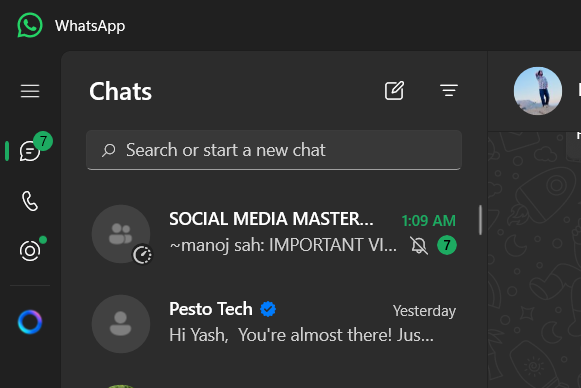 WhatsApp
Chats
7
Search or start a new chat
SOCIAL MEDIA MASTER... 1:09 AM
~manoj sah: IMPORTANT VI... 7
Pesto Tech Yesterday
Hi Yash, You're almost there! Jus...